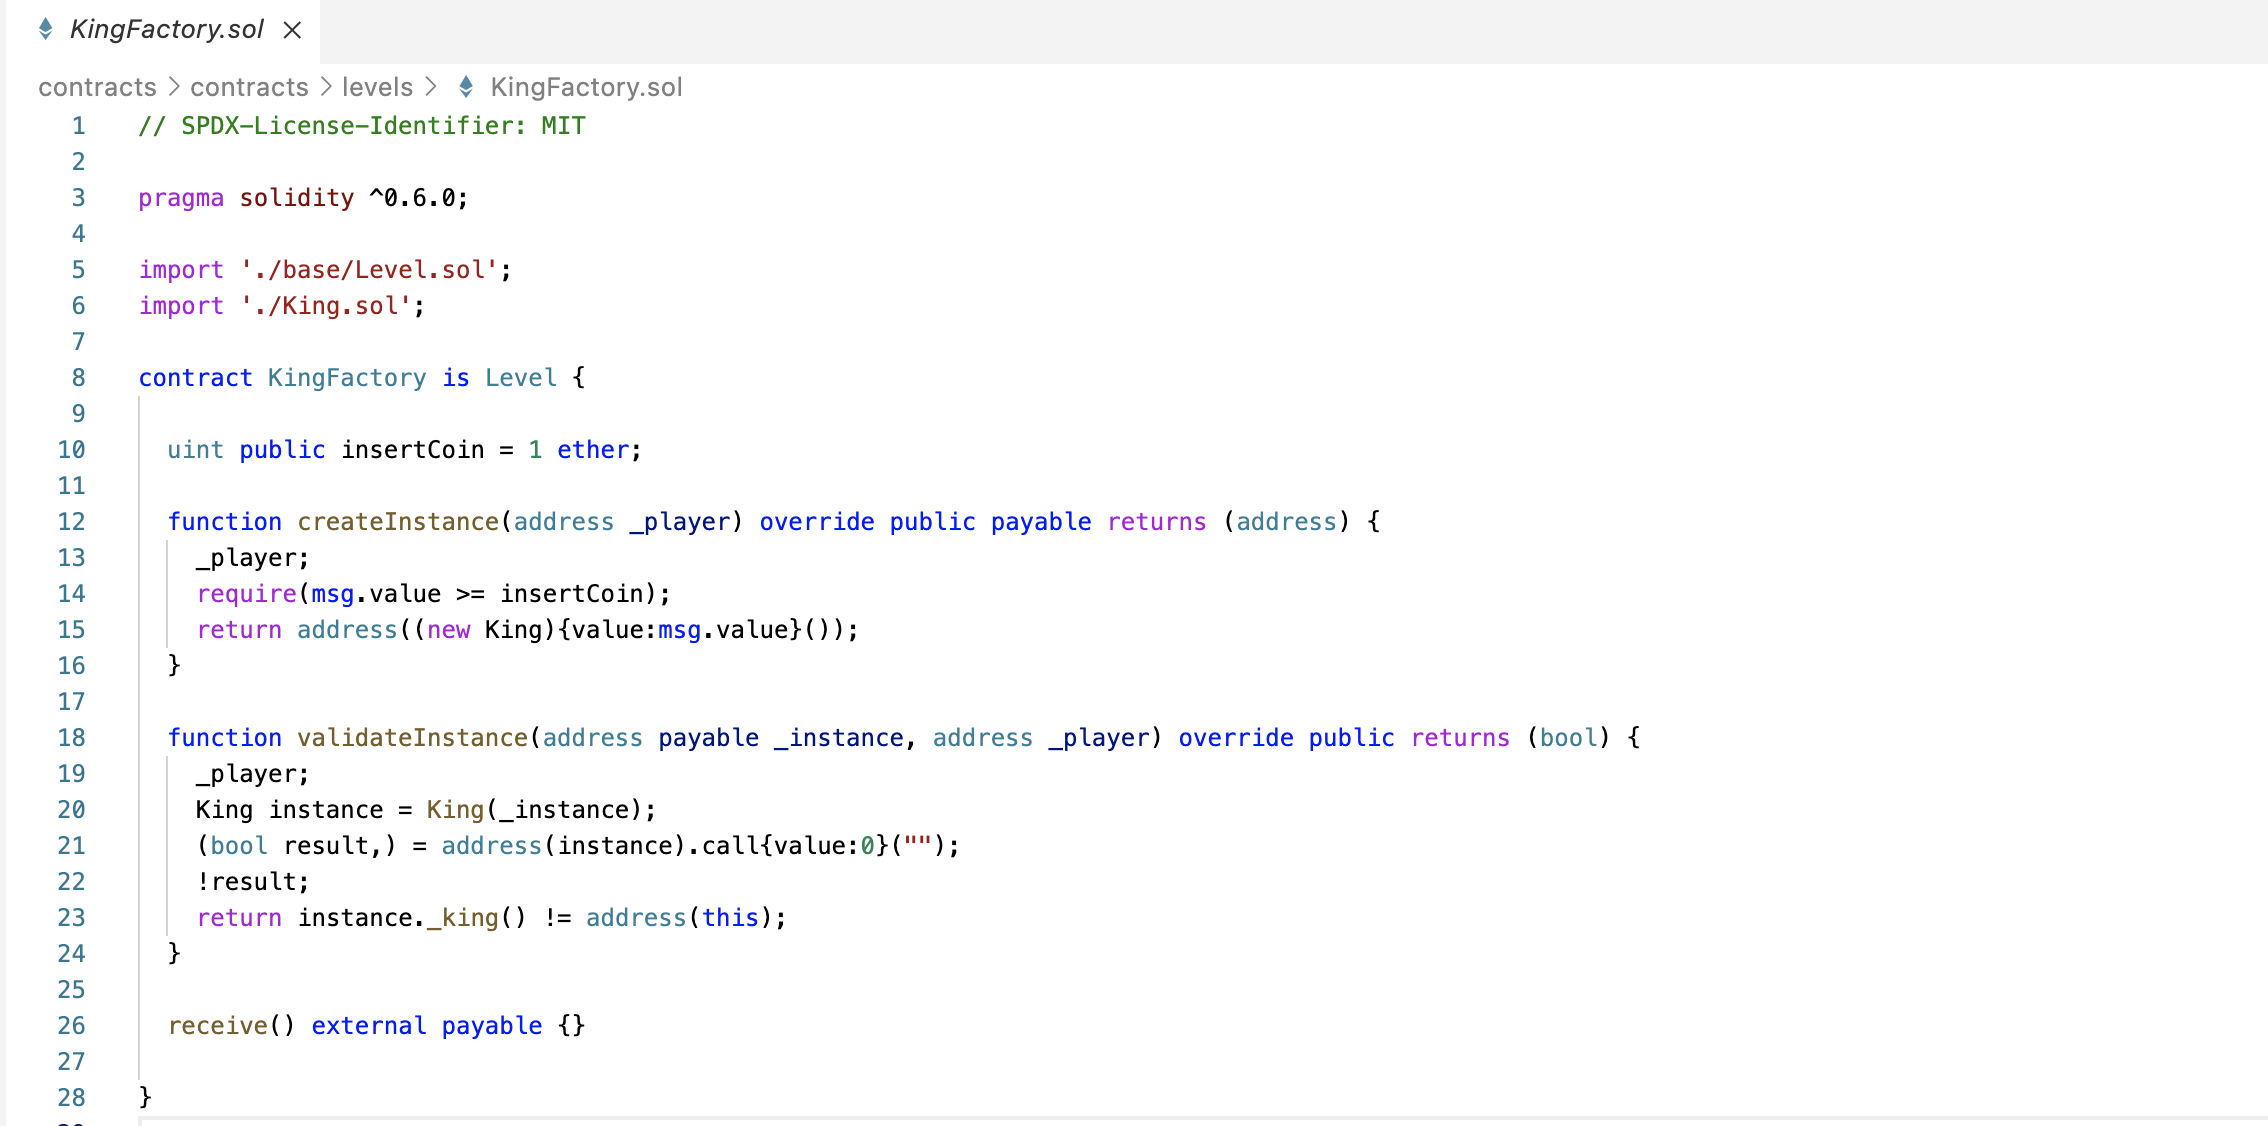 KingFactory.sol ×
contracts > contracts > levels > KingFactory.sol
1 // SPDX-License-Identifier: MIT
2
3 pragma solidity ^0.6.0;
4
5 import './base/Level.sol';
6 import './King.sol';
7
8 contract KingFactory is Level {
9
10 uint public insertCoin = 1 ether;
11
12 function createInstance(address _player) override public payable returns (address) {
13 _player;
14 require(msg.value >= insertCoin);
15 return address((new King){value:msg.value}());
16 }
17
18 function validateInstance(address payable _instance, address _player) override public returns (bool) {
19 _player;
20 King instance = King(_instance);
21 (bool result,) = address(instance).call{value:0}("");
22 !result;
23 return instance._king() != address(this);
24 }
25
26 receive() external payable {}
27
28 }